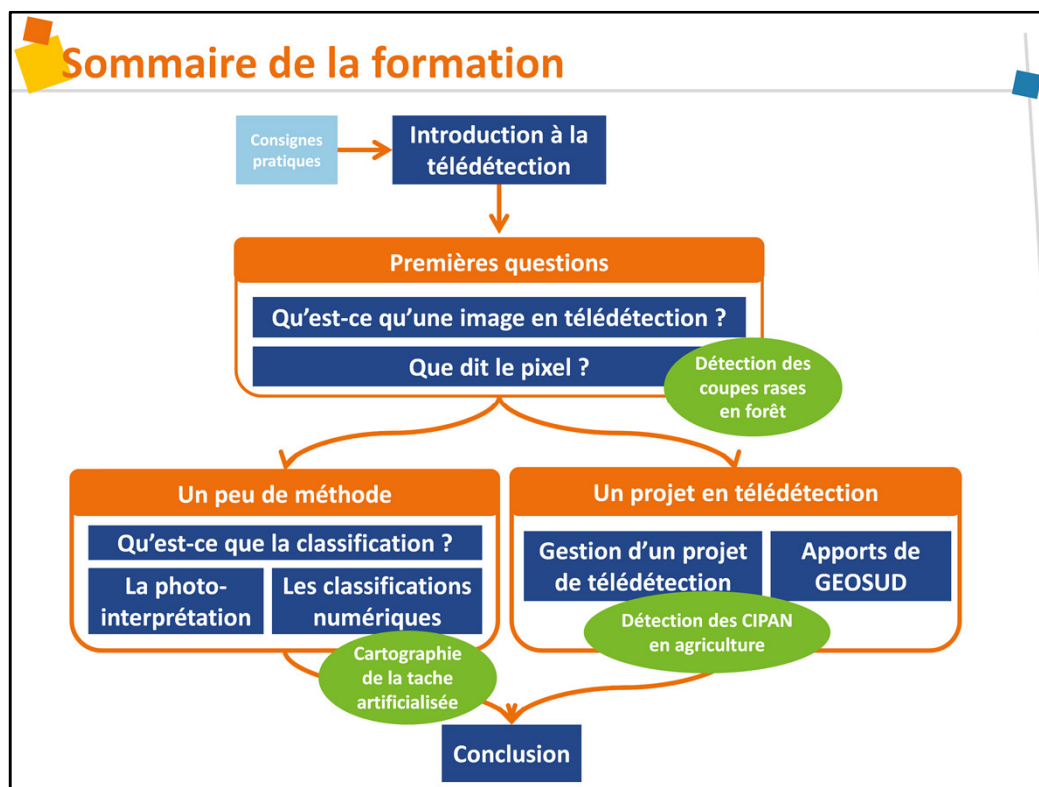 Sommaire de la formation
Consignes
pratiques
Introduction à la
télédétection
Premières questions
Qu’est-ce qu’une image en télédétection ?
Que dit le pixel ?
Détection des
coupes rases
en forêt
Un peu de méthode
Qu’est-ce que la classification ?
La photo-
interprétation
Les classifications
numériques
Cartographie
de la tache
artificialisée
Un projet en télédétection
Gestion d’un projet
de télédétection
Apports de
GEOSUD
Détection des CIPAN
en agriculture
Conclusion